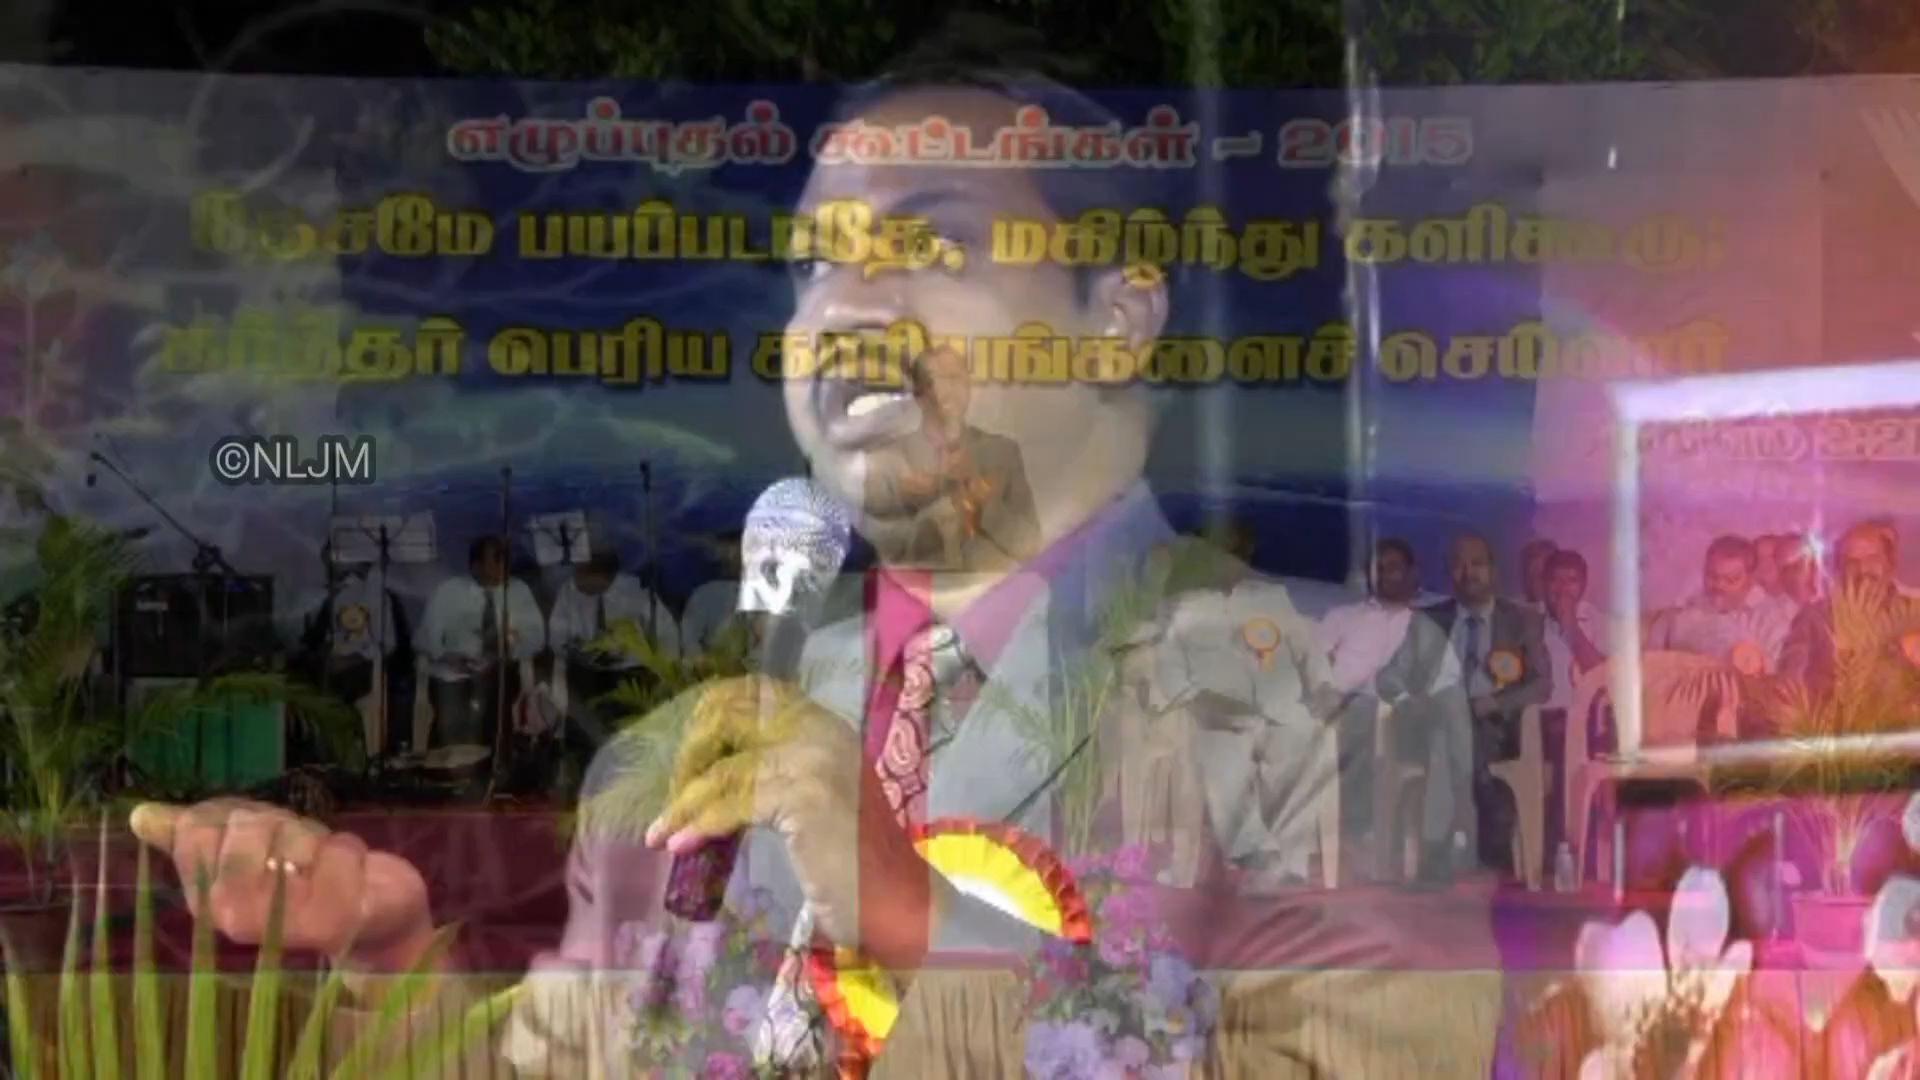 எழுப்புதல் கூட்டங்கள் – 2015
தேசமே பயப்படாதே, மகிழ்ந்து களிகூரு;
கர்த்தர் பெரிய காரியங்களைச் செய்வார்
©NLJM